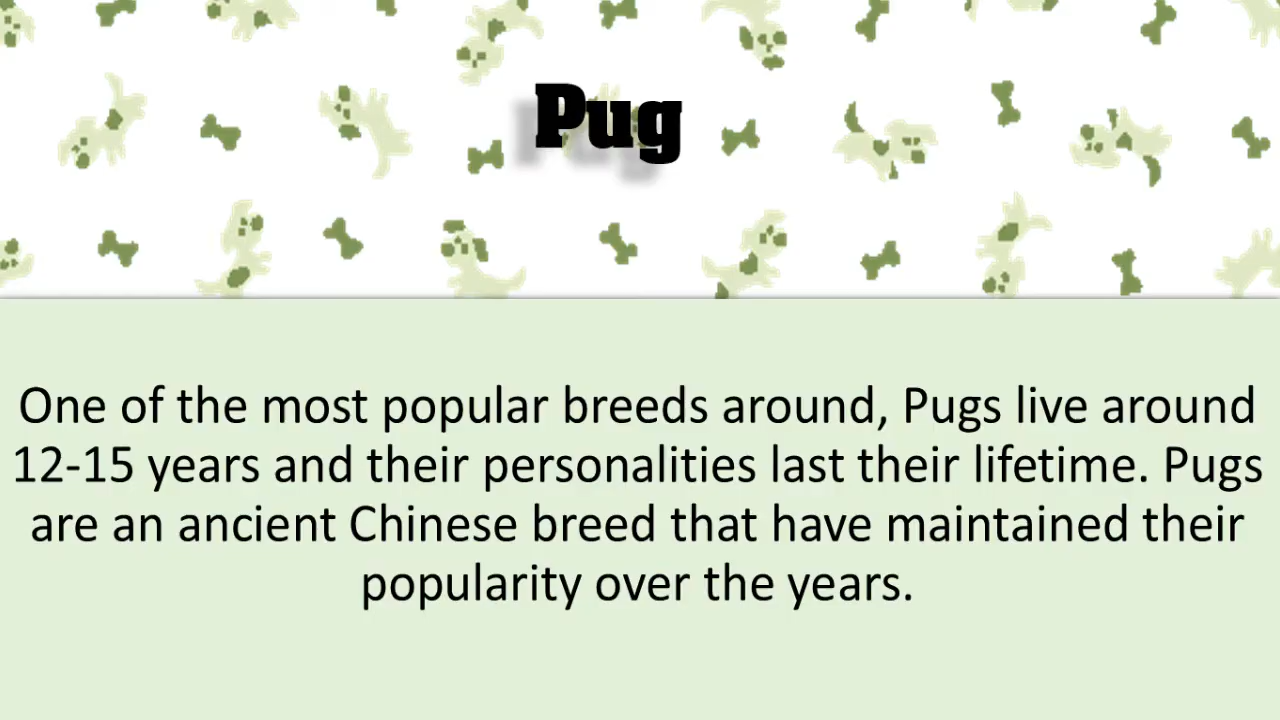 Pug
One of the most popular breeds around, Pugs live around
12-15 years and their personalities last their lifetime. Pugs
are an ancient Chinese breed that have maintained their
popularity over the years.